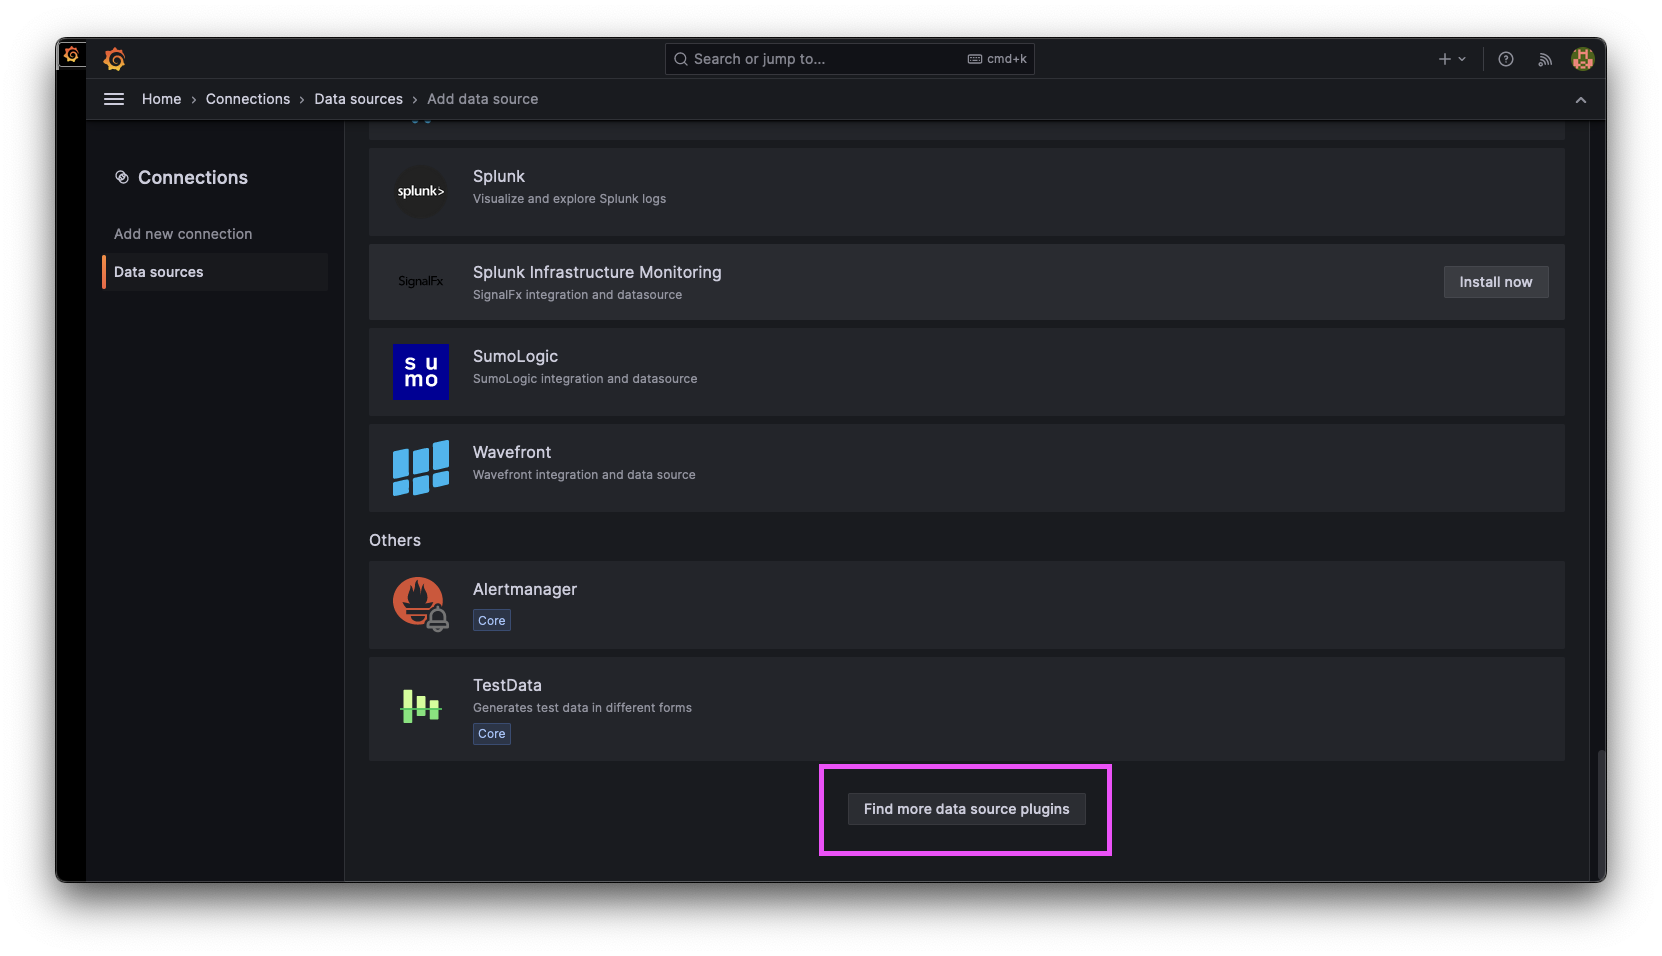 Search or jump to...
cmd+k
Home › Connections › Data sources › Add data source
Connections
Add new connection
Data sources
splunk>
Splunk
Visualize and explore Splunk logs
SignalFx
Splunk Infrastructure Monitoring
SignalFx integration and datasource
Install now
su
mo
SumoLogic
SumoLogic integration and datasource
Wavefront
Wavefront integration and data source
Others
Alertmanager
Core
TestData
Generates test data in different forms
Core
Find more data source plugins